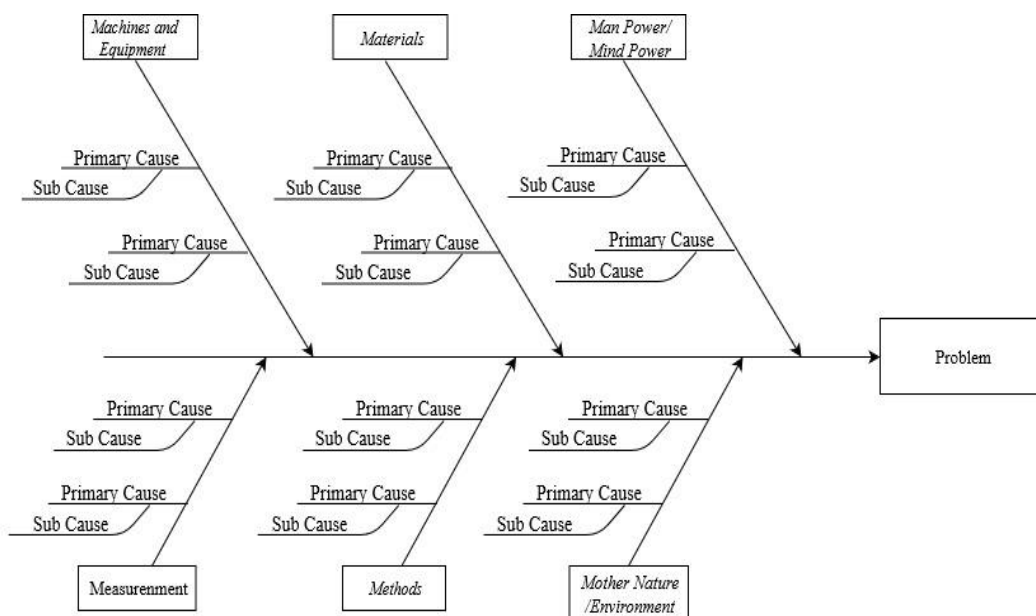 Machines and
Equipment
Materials
Man Power/
Mind Power
Primary Cause
Sub Cause
Primary Cause
Sub Cause
Primary Cause
Sub Cause
Primary Cause
Sub Cause
Primary Cause
Sub Cause
Primary Cause
Sub Cause
Problem
Primary Cause
Sub Cause
Primary Cause
Sub Cause
Primary Cause
Sub Cause
Primary Cause
Sub Cause
Primary Cause
Sub Cause
Primary Cause
Sub Cause
Measurenment
Methods
Mother Nature
/Environment